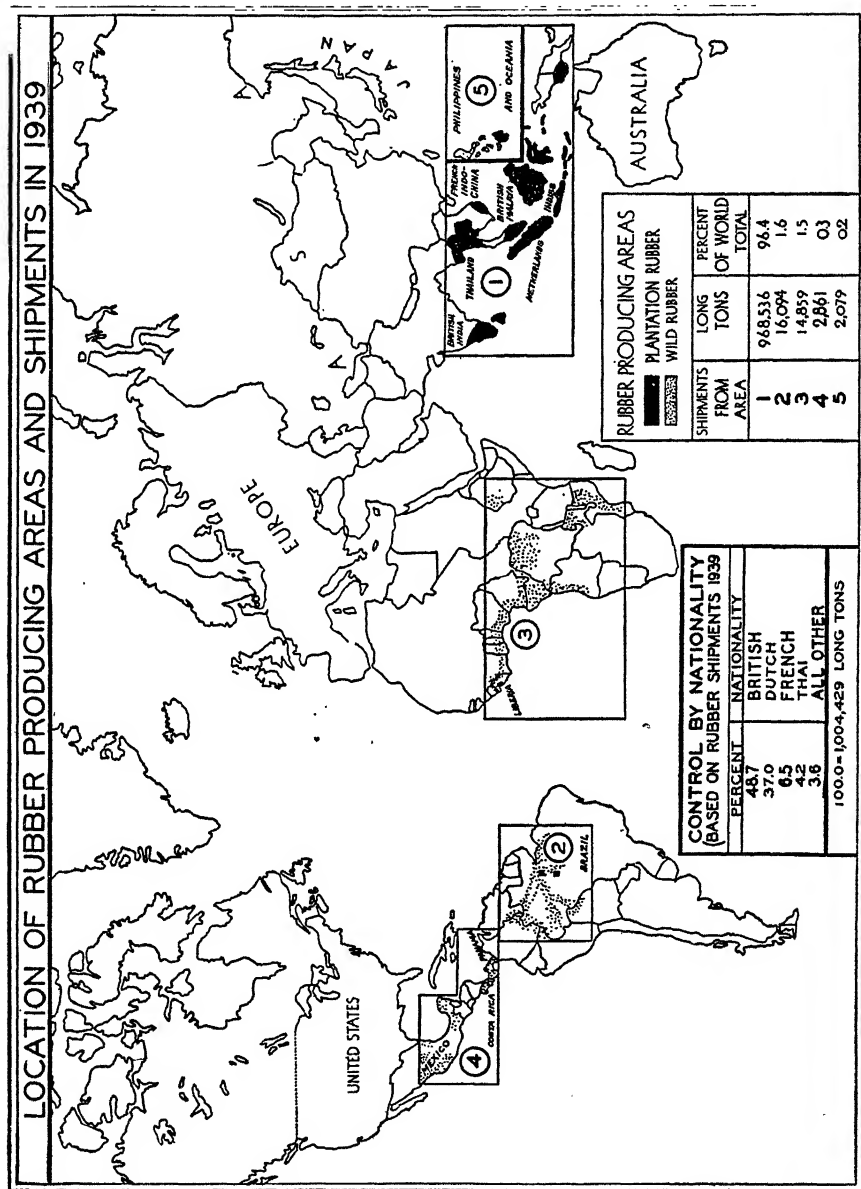 LOCATION OF RUBBER PRODUCING AREAS AND SHIPMENTS IN 1939
UNITED STATES
MEXICO
4
COSTA RICA
2
BRAZIL
EUROPE
3
LIBERIA
A S
JAPAN
BRITISH
INDIA
1
THAILAND
FRENCH
INDO-
CHINA
BRITISH
MALAYA
NETHERLANDS
INDIES
PHILIPPINES
5
AND OCEANIA
AUSTRALIA
CONTROL BY NATIONALITY
(BASED ON RUBBER SHIPMENTS 1939
PERCENT NATIONALITY
48.7 BRITISH
37.0 DUTCH
6.5 FRENCH
4.2 THAI
3.6 ALL OTHER
100.0=1,004,429 LONG TONS
RUBBER PRODUCING AREAS
PLANTATION RUBBER
WILD RUBBER
SHIPMENTS FROM AREA LONG TONS PERCENT OF WORLD TOTAL
1 968,536 96.4
2 16,094 1.6
3 14,859 1.5
4 2,861 0.3
5 2,079 0.2